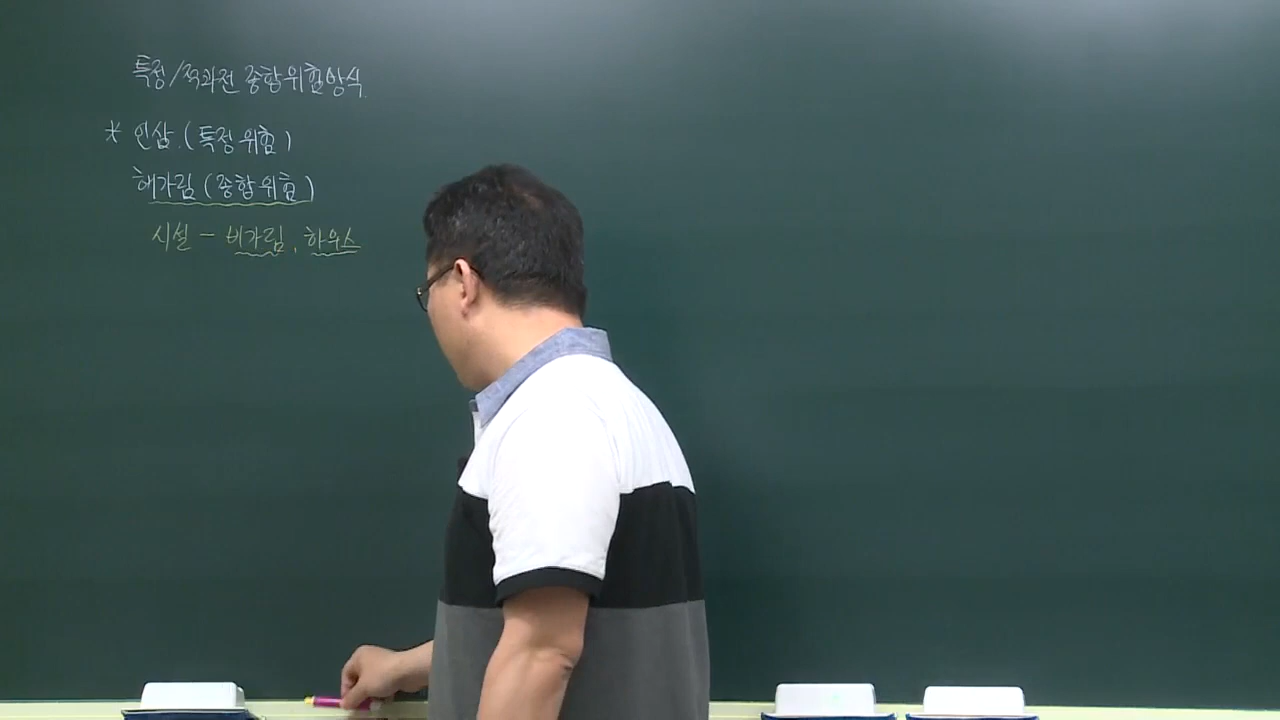 특정/적과전 종합위험방식.
* 인삼.(특정위험)
해가림(종합위험)
시설 - 비가림, 하우스